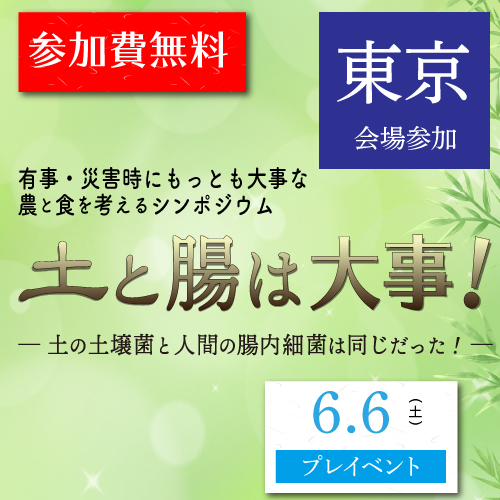 参加費無料
東京
会場参加
有事・災害時にもっとも大事な
農と食を考えるシンポジウム
土と腸は大事!
― 土の土壌菌と人間の腸内細菌は同じだった! ―
6.6(土)
プレイベント